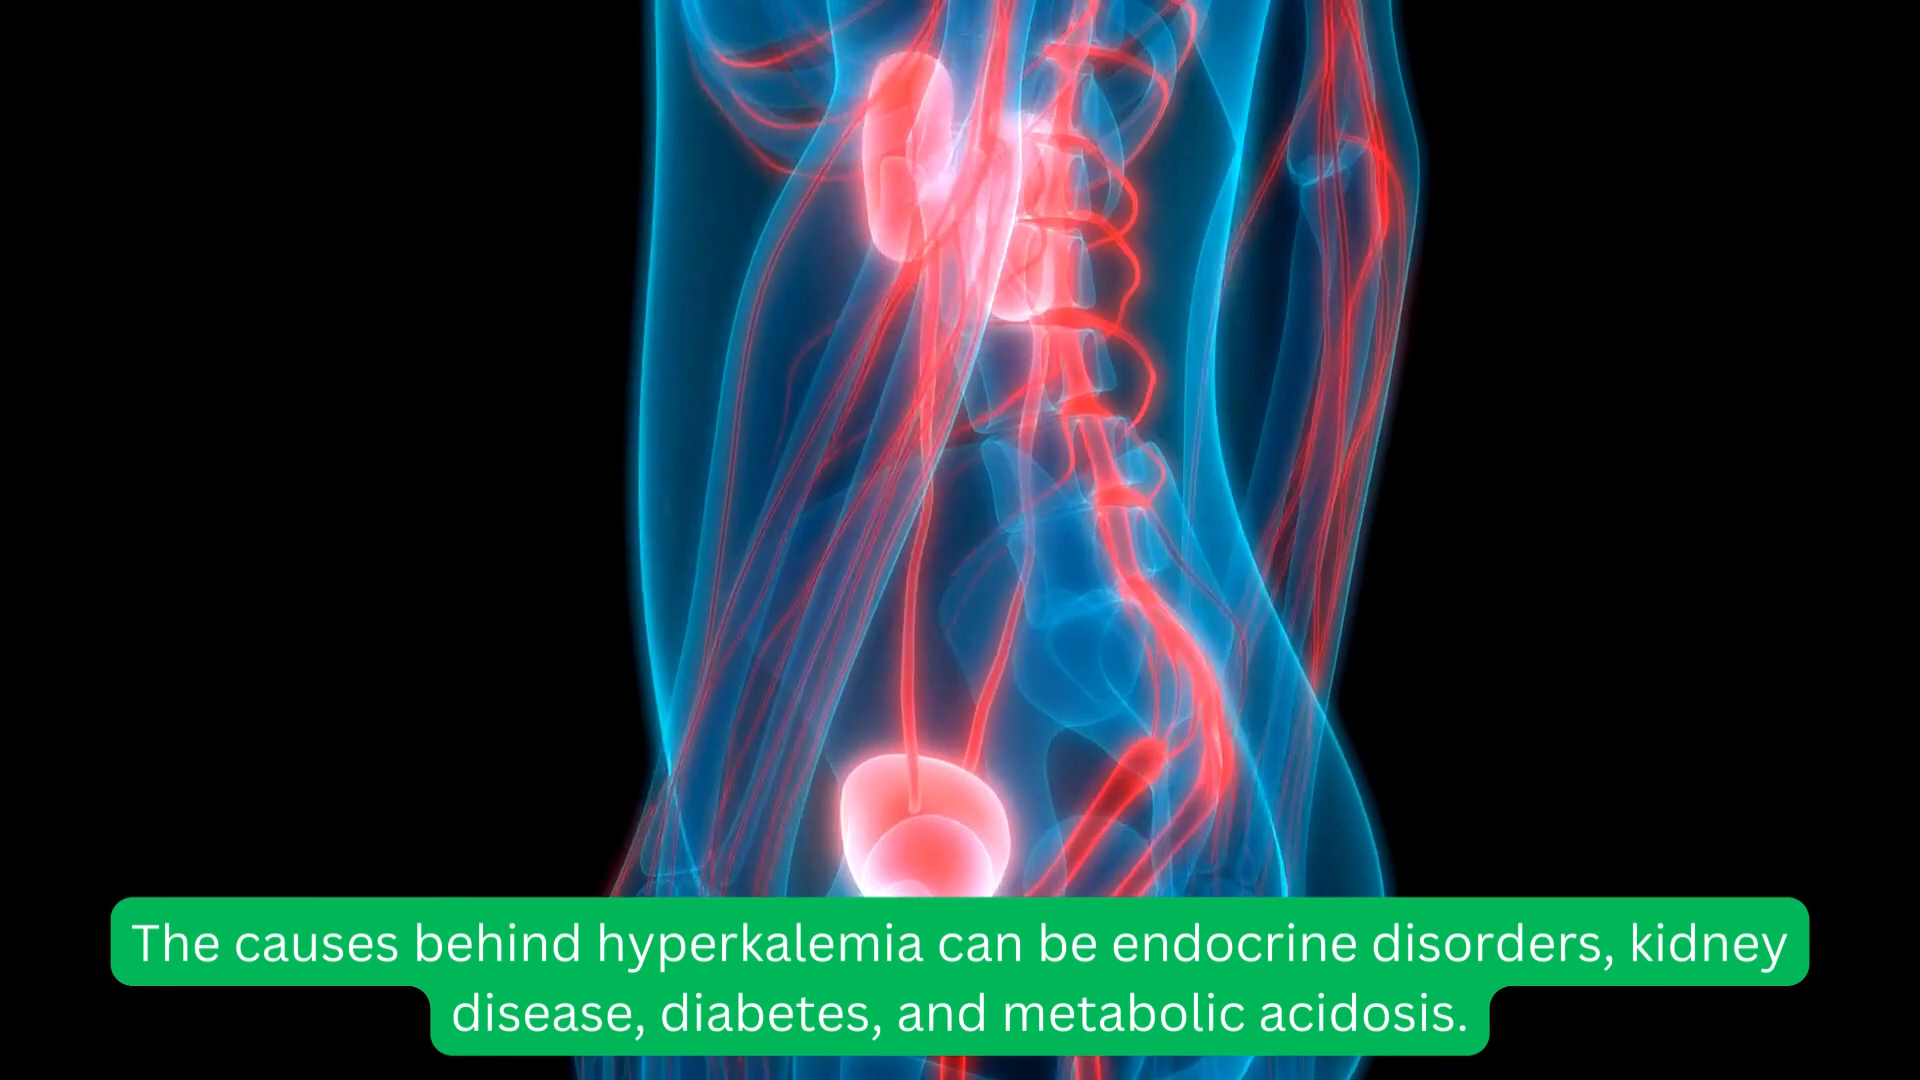 The causes behind hyperkalemia can be endocrine disorders, kidney
disease, diabetes, and metabolic acidosis.